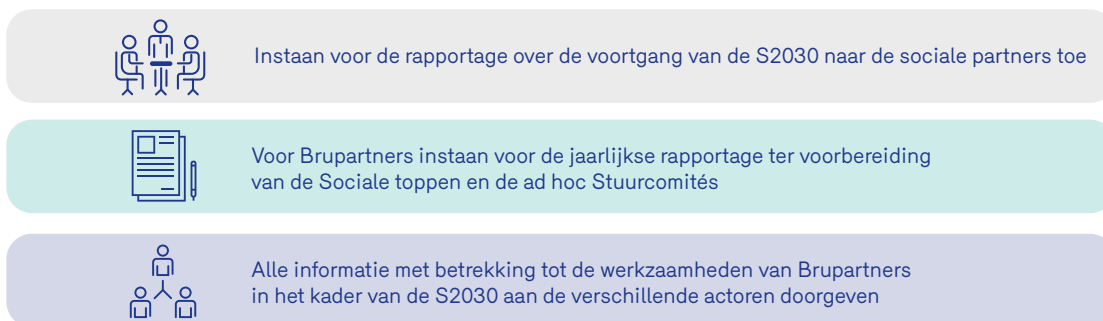 Instaan voor de rapportage over de voortgang van de S2030 naar de sociale partners toe
Voor Brupartners instaan voor de jaarlijkse rapportage ter voorbereiding
van de Sociale toppen en de ad hoc Stuurcomités
Alle informatie met betrekking tot de werkzaamheden van Brupartners
in het kader van de S2030 aan de verschillende actoren doorgeven